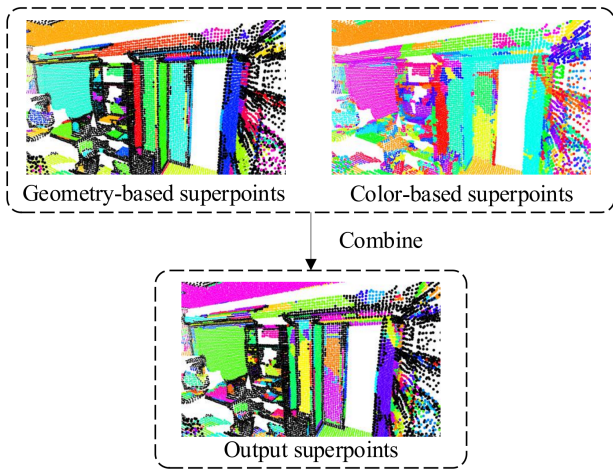 Geometry-based superpoints
Color-based superpoints
Combine
Output superpoints